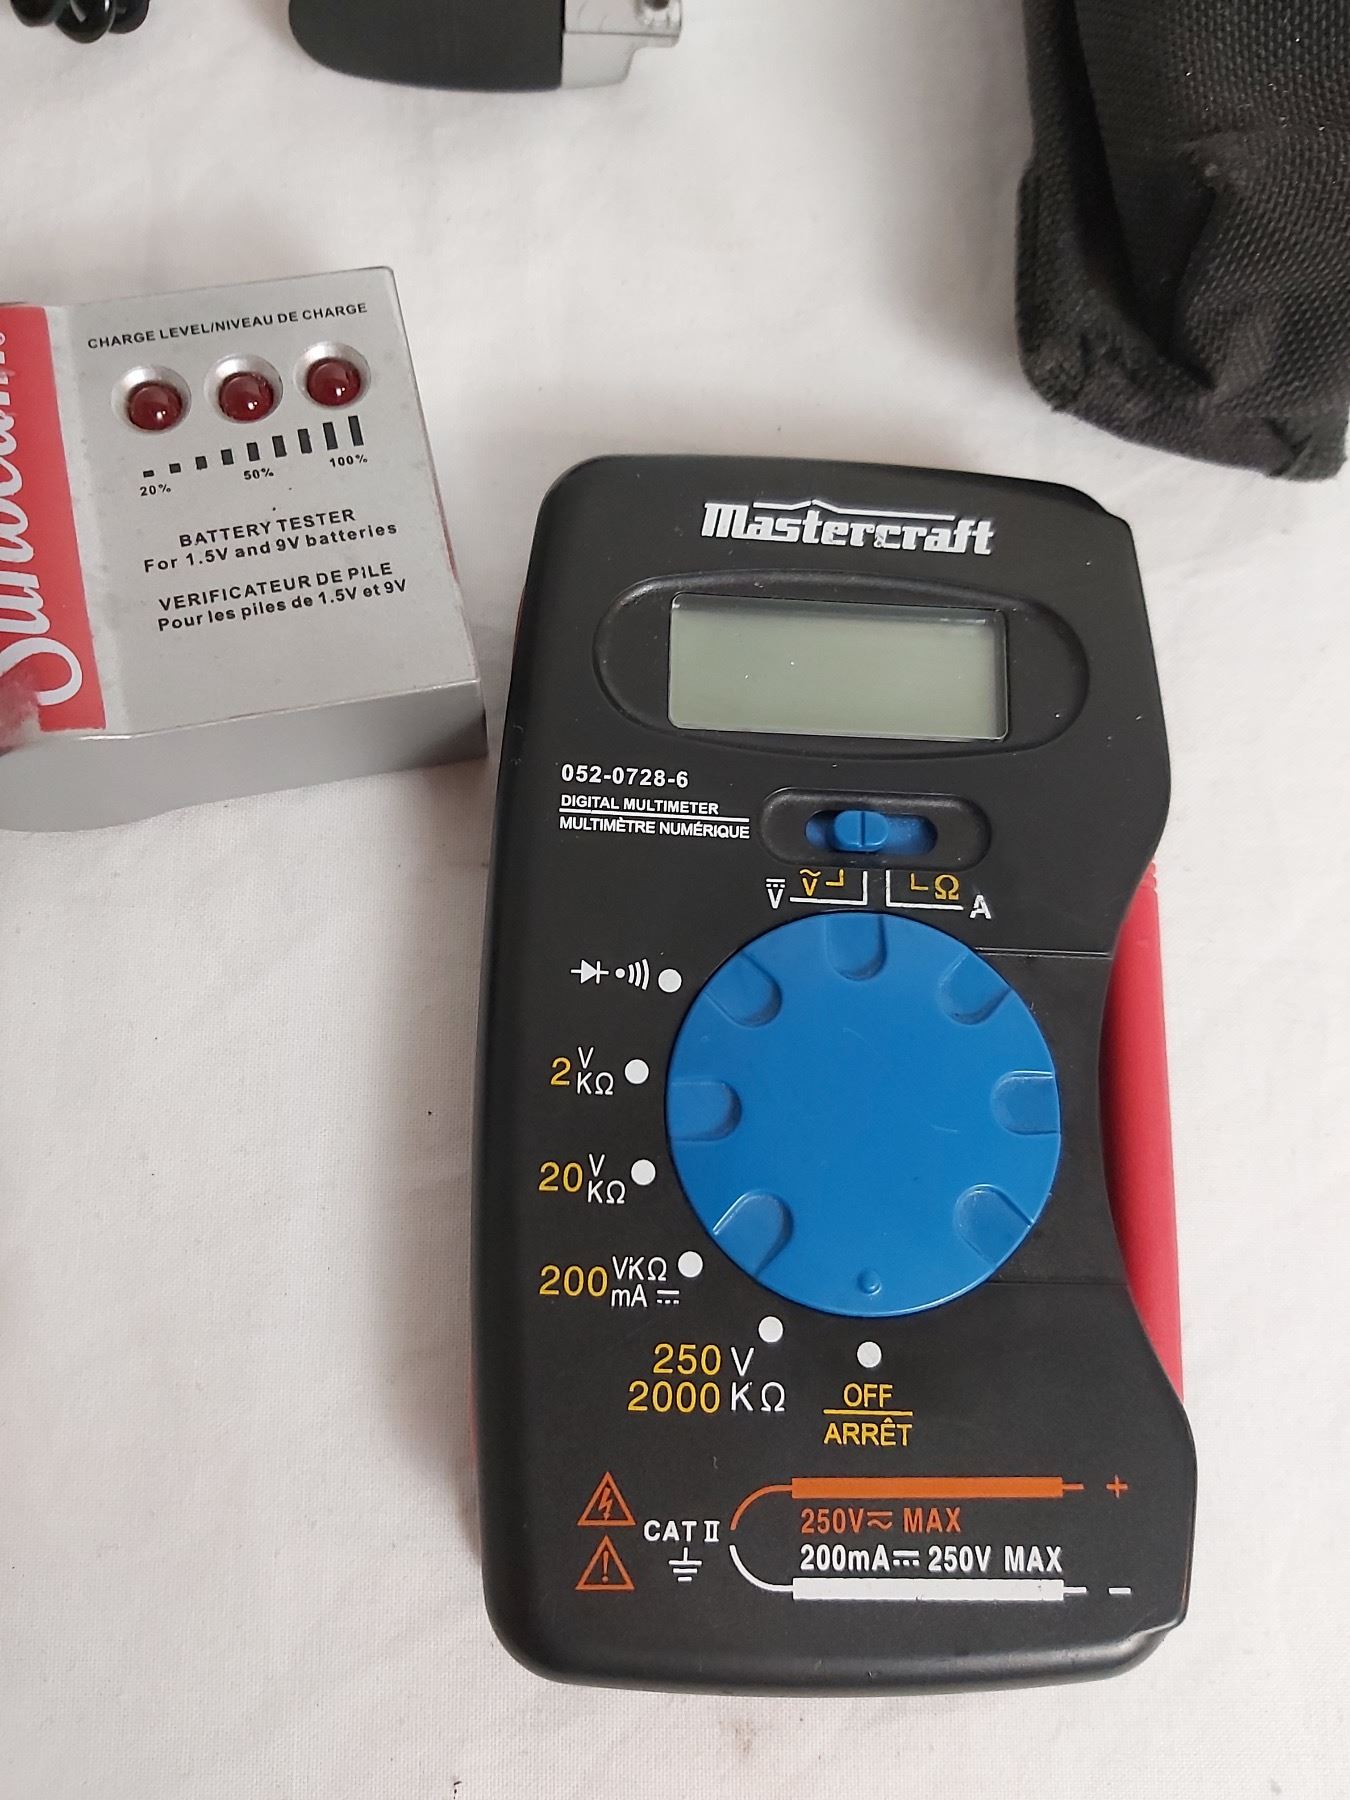 Sunbeam
CHARGE LEVEL/NIVEAU DE CHARGE
20% 50% 100%
BATTERY TESTER
For 1.5V and 9V batteries
VERIFICATEUR DE PILE
Pour les piles de 1.5V et 9V
Mastercraft
052-0728-6
DIGITAL MULTIMETER
MULTIMÈTRE NUMÉRIQUE
V V Ω A
2 V KΩ
20 V KΩ
200 VKΩ mA
250 V
2000 KΩ
OFF
ARRÊT
CAT II
+
250V MAX
200mA 250V MAX
−